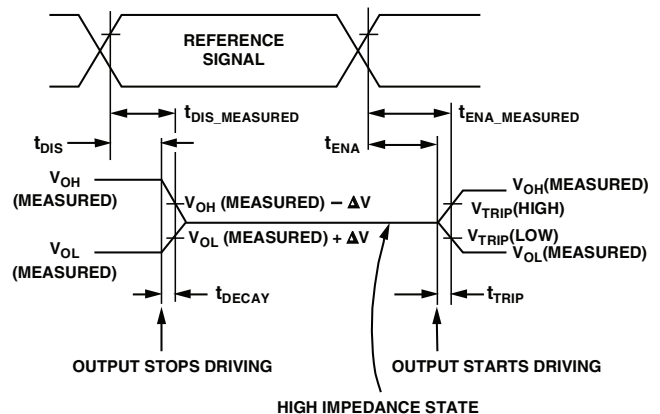 REFERENCE
SIGNAL
tDIS_MEASURED
tENA_MEASURED
tDIS
tENA
VOH
(MEASURED)
VOH (MEASURED) − ΔV
VOH(MEASURED)
VTRIP(HIGH)
VOL
(MEASURED)
VOL (MEASURED) + ΔV
VTRIP(LOW)
VOL(MEASURED)
tDECAY
tTRIP
OUTPUT STOPS DRIVING
OUTPUT STARTS DRIVING
HIGH IMPEDANCE STATE